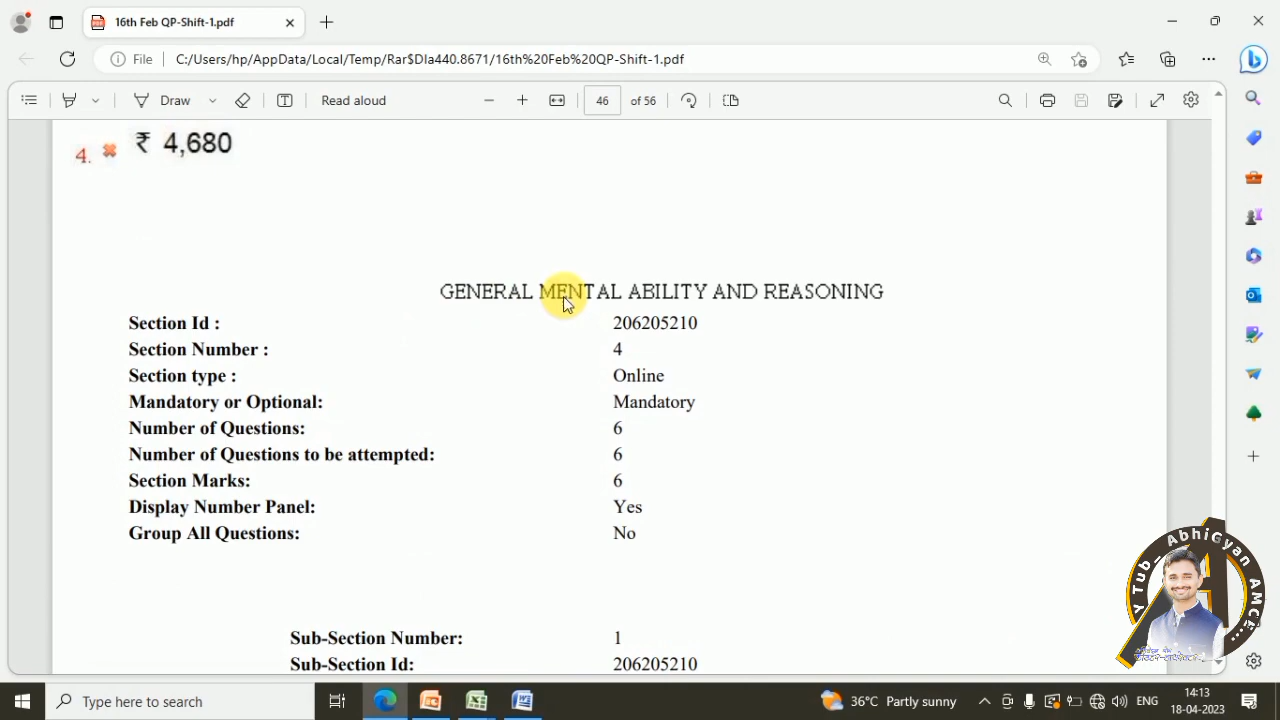 16th Feb QP-Shift-1.pdf
File
C:/Users/hp/AppData/Local/Temp/Rar$DIa440.8671/16th%20Feb%20QP-Shift-1.pdf
Draw
Read aloud
46 of 56
4. ₹ 4,680
GENERAL MENTAL ABILITY AND REASONING
Section Id : 206205210
Section Number : 4
Section type : Online
Mandatory or Optional: Mandatory
Number of Questions: 6
Number of Questions to be attempted: 6
Section Marks: 6
Display Number Panel: Yes
Group All Questions: No
Sub-Section Number: 1
Sub-Section Id: 206205210
Y Tub_ AbhiGyan AMC...
Type here to search
36°C Partly sunny
ENG
14:13
18-04-2023